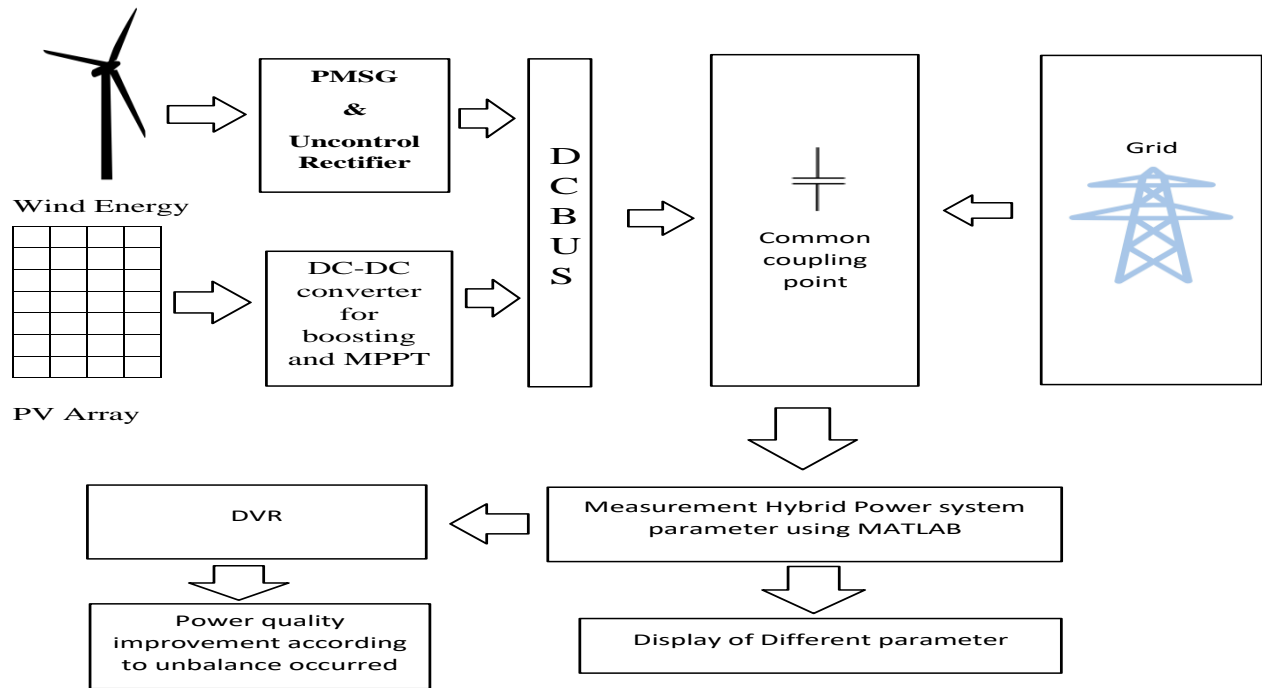 PMSG
&
Uncontrol
Rectifier
Wind Energy
DC-DC
converter
for
boosting
and MPPT
PV Array
D
C
B
U
S
Common
coupling
point
Grid
Measurement Hybrid Power system
parameter using MATLAB
DVR
Power quality
improvement according
to unbalance occurred
Display of Different parameter